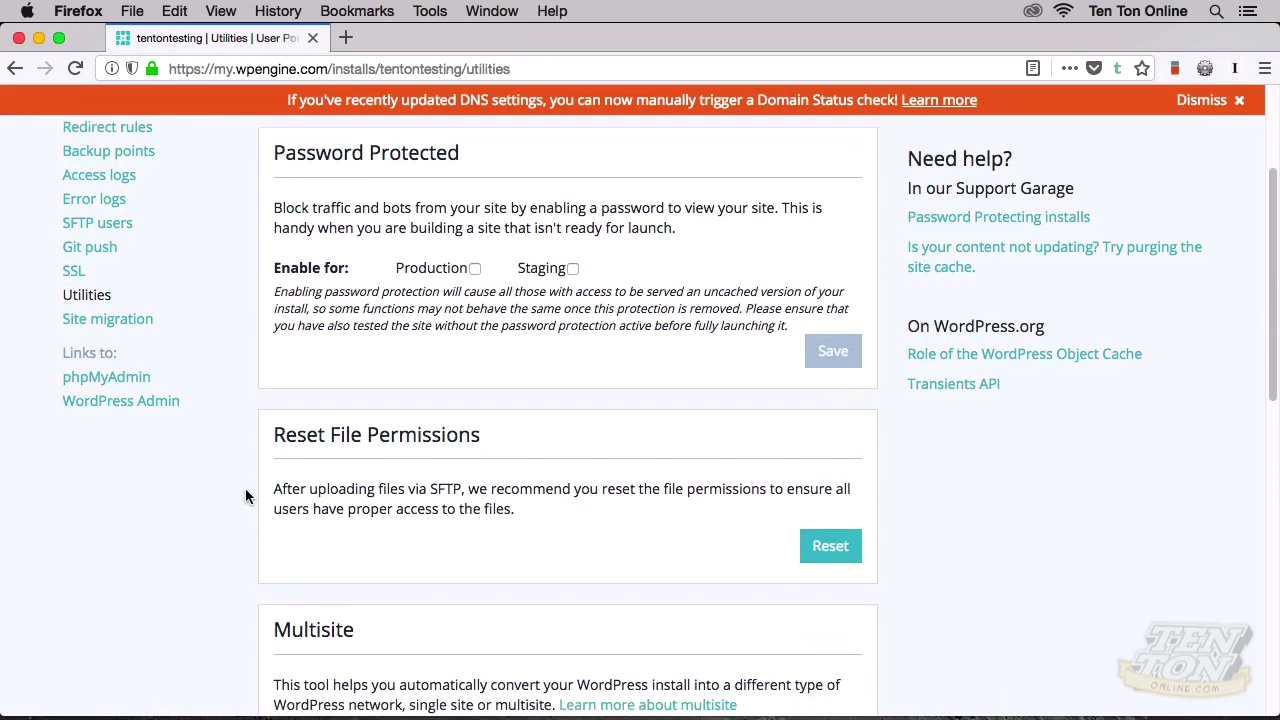 Firefox File Edit View History Bookmarks Tools Window Help Ten Ton Online
tentontesting | Utilities | User Po
https://my.wpengine.com/installs/tentontesting/utilities
If you've recently updated DNS settings, you can now manually trigger a Domain Status check! Learn more
Dismiss
Redirect rules
Backup points
Access logs
Error logs
SFTP users
Git push
SSL
Utilities
Site migration
Links to:
phpMyAdmin
WordPress Admin
Password Protected
Block traffic and bots from your site by enabling a password to view your site. This is
handy when you are building a site that isn't ready for launch.
Enable for: Production Staging
Enabling password protection will cause all those with access to be served an uncached version of your
install, so some functions may not behave the same once this protection is removed. Please ensure that
you have also tested the site without the password protection active before fully launching it.
Save
Reset File Permissions
After uploading files via SFTP, we recommend you reset the file permissions to ensure all
users have proper access to the files.
Reset
Multisite
This tool helps you automatically convert your WordPress install into a different type of
WordPress network, single site or multisite. Learn more about multisite
Need help?
In our Support Garage
Password Protecting installs
Is your content not updating? Try purging the
site cache.
On WordPress.org
Role of the WordPress Object Cache
Transients API
TEN
TON
ONLINE.COM